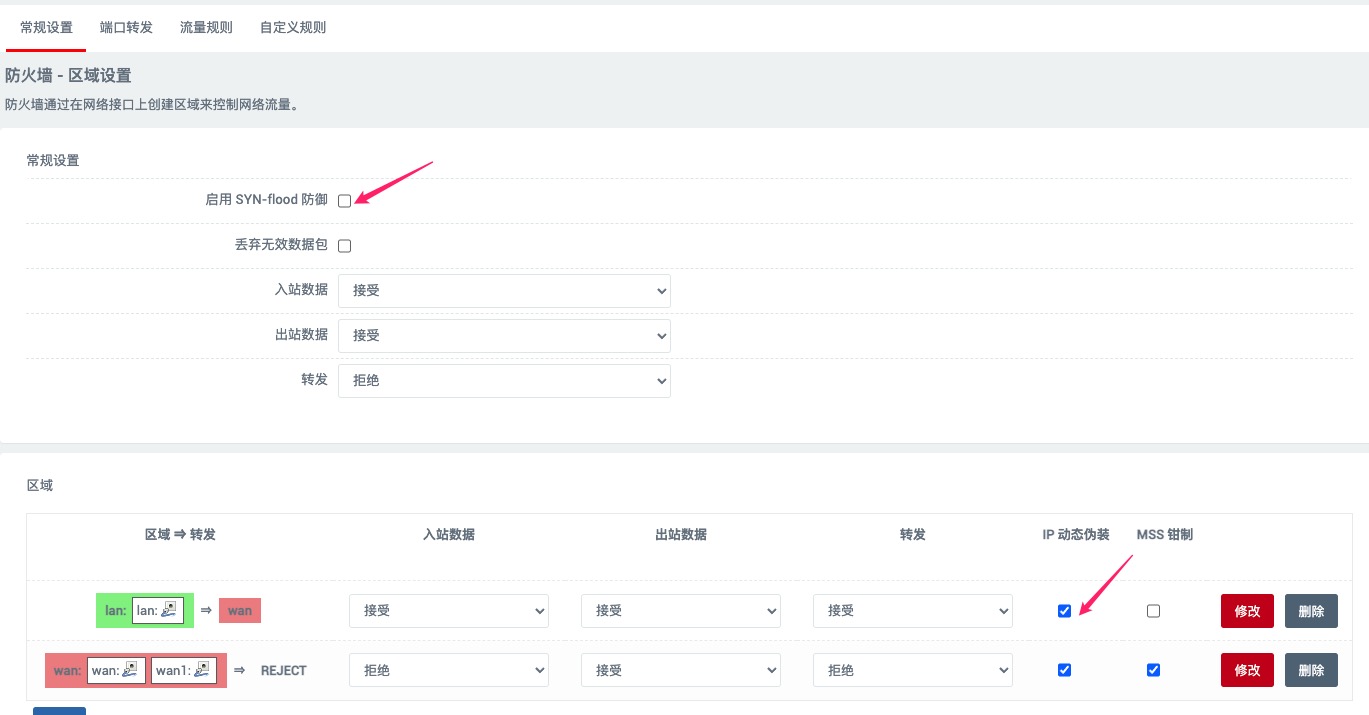 常规设置 端口转发 流量规则 自定义规则
防火墙 - 区域设置
防火墙通过在网络接口上创建区域来控制网络流量。
常规设置
启用 SYN-flood 防御
丢弃无效数据包
入站数据 接受
出站数据 接受
转发 拒绝
区域
区域 ⇒ 转发 入站数据 出站数据 转发 IP 动态伪装 MSS 钳制
lan: lan: ⇒ wan 接受 接受 接受 修改 删除
wan: wan: wan1: ⇒ REJECT 拒绝 接受 拒绝 修改 删除